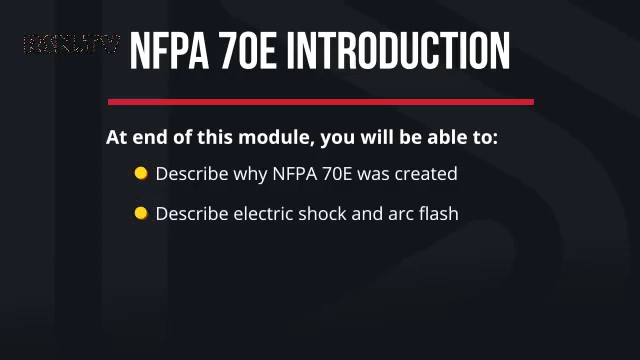 NFPA 70E INTRODUCTION
At end of this module, you will be able to:
Describe why NFPA 70E was created
Describe electric shock and arc flash